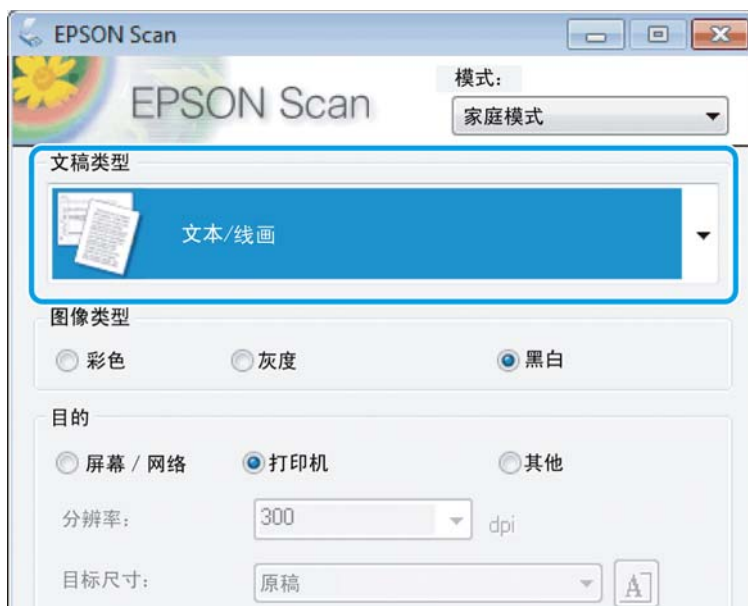 EPSON Scan
EPSON Scan
模式：
家庭模式
文稿类型
文本/线画
图像类型
彩色 灰度 黑白
目的
屏幕 / 网络 打印机 其他
分辨率： 300 dpi
目标尺寸： 原稿 A